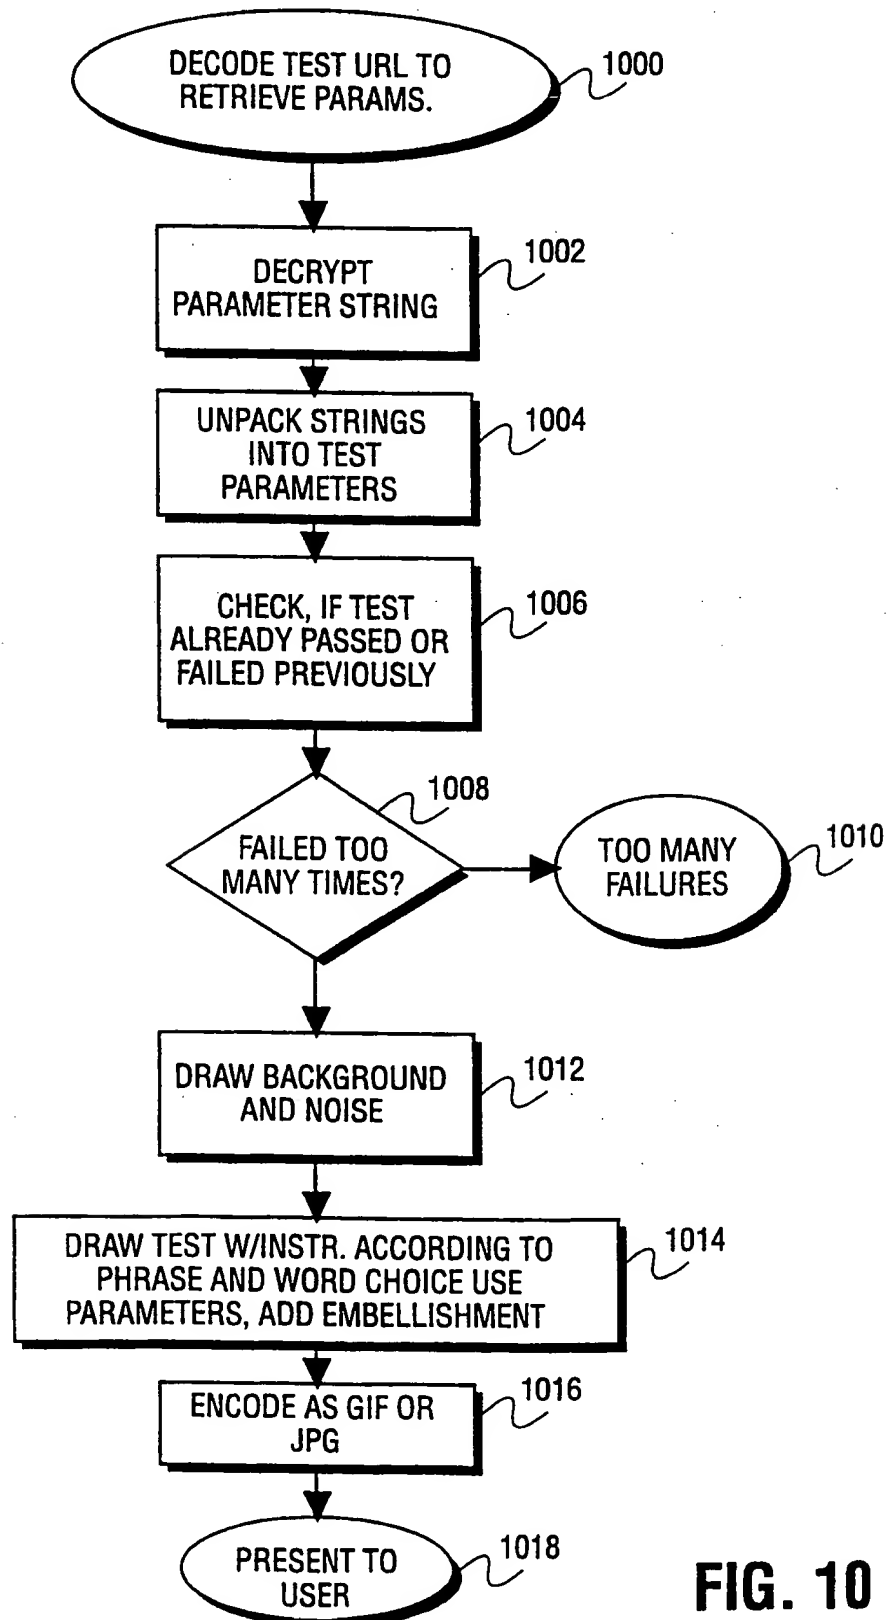 DECODE TEST URL TO
RETRIEVE PARAMS.
1000
DECRYPT
PARAMETER STRING
1002
UNPACK STRINGS
INTO TEST
PARAMETERS
1004
CHECK, IF TEST
ALREADY PASSED OR
FAILED PREVIOUSLY
1006
FAILED TOO
MANY TIMES?
1008
TOO MANY
FAILURES
1010
DRAW BACKGROUND
AND NOISE
1012
DRAW TEST W/INSTR. ACCORDING TO
PHRASE AND WORD CHOICE USE
PARAMETERS, ADD EMBELLISHMENT
1014
ENCODE AS GIF OR
JPG
1016
PRESENT TO
USER
1018
FIG. 10